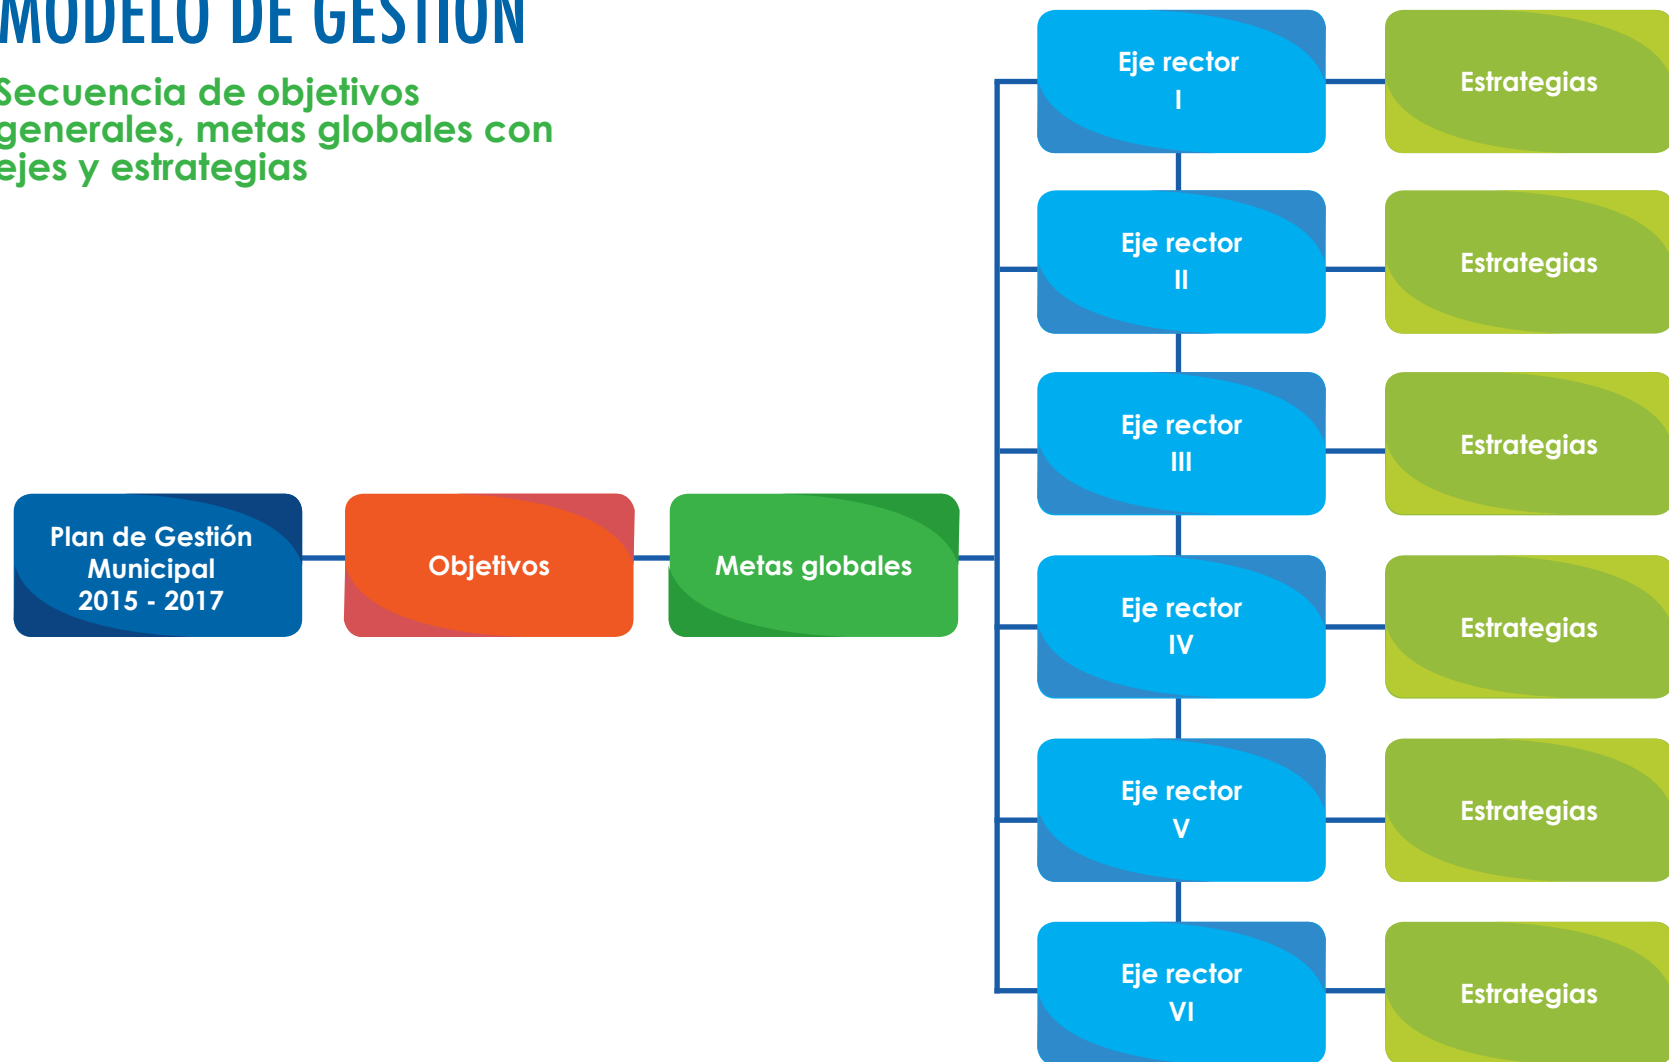 MODELO DE GESTIÓN
Secuencia de objetivos
generales, metas globales con
ejes y estrategias
Plan de Gestión
Municipal
2015 - 2017
Objetivos
Metas globales
Eje rector
I
Estrategias
Eje rector
II
Estrategias
Eje rector
III
Estrategias
Eje rector
IV
Estrategias
Eje rector
V
Estrategias
Eje rector
VI
Estrategias